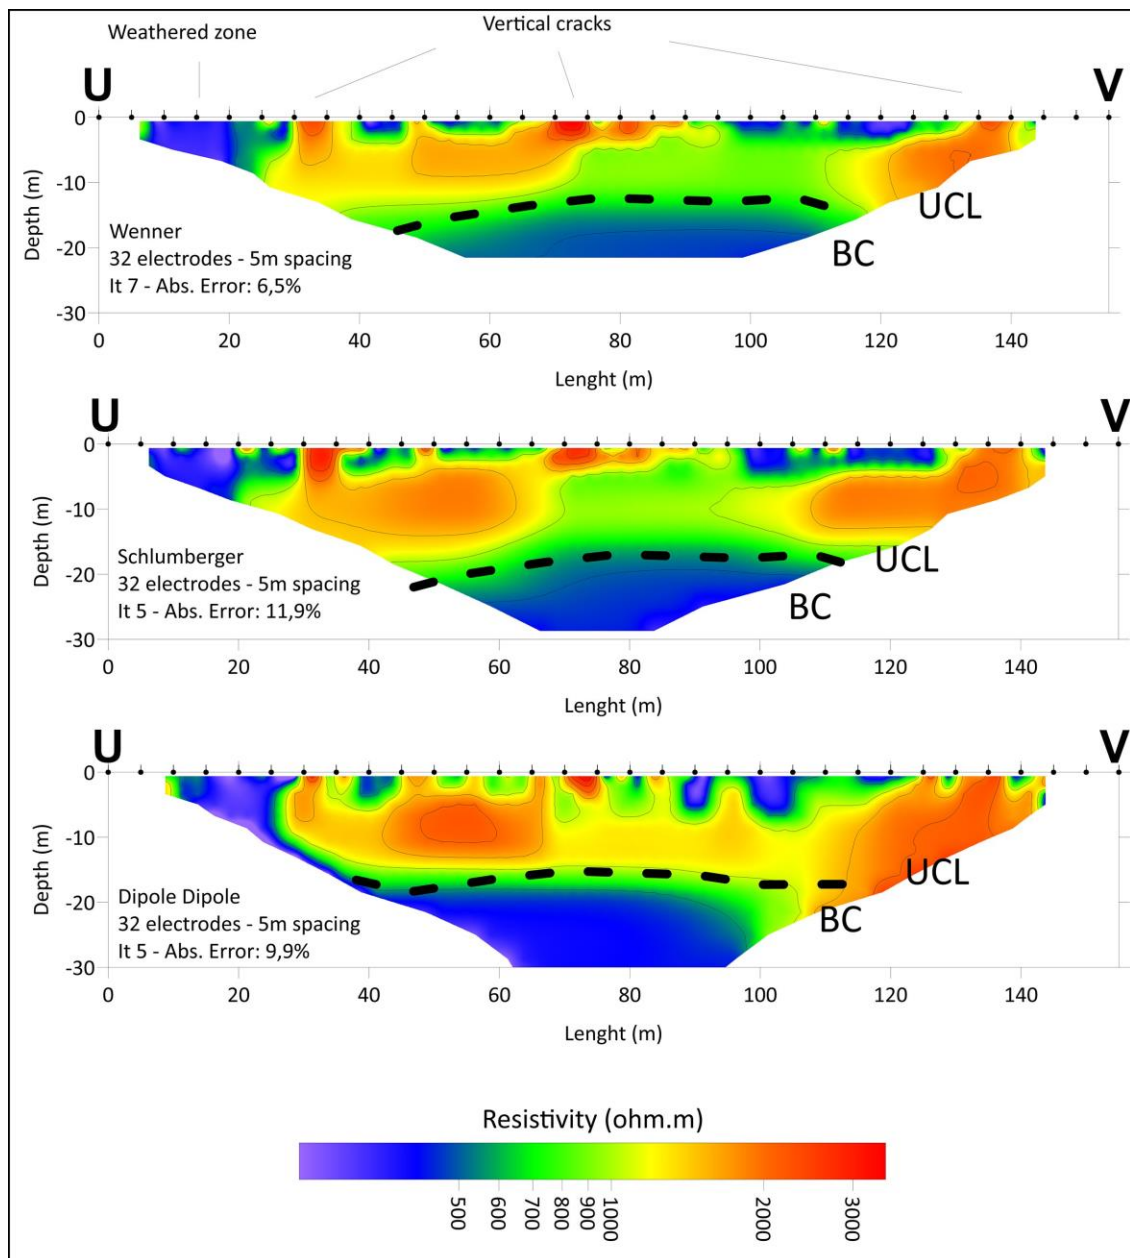 Weathered zone
Vertical cracks
U
V
0
-10
-20
-30
Depth (m)
UCL
BC
Wenner
32 electrodes - 5m spacing
It 7 - Abs. Error: 6,5%
0 20 40 60 80 100 120 140
Lenght (m)
U
V
0
-10
-20
-30
Depth (m)
UCL
BC
Schlumberger
32 electrodes - 5m spacing
It 5 - Abs. Error: 11,9%
0 20 40 60 80 100 120 140
Lenght (m)
U
V
0
-10
-20
-30
Depth (m)
UCL
BC
Dipole Dipole
32 electrodes - 5m spacing
It 5 - Abs. Error: 9,9%
0 20 40 60 80 100 120 140
Lenght (m)
Resistivity (ohm.m)
500 600 700 800 900 1000 2000 3000